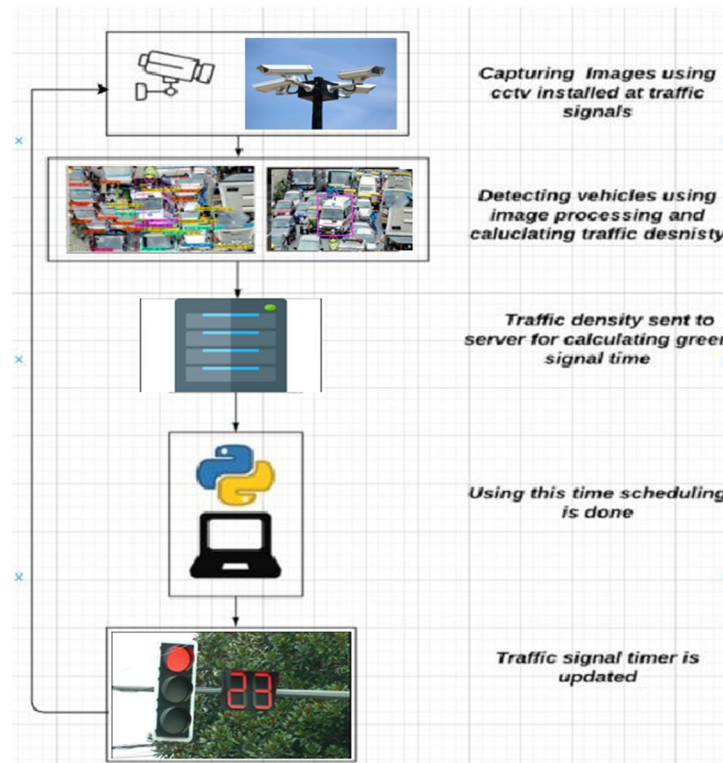 Capturing Images using
cctv installed at traffic
signals
Detecting vehicles using
image processing and
caluclating traffic desnisty
Traffic density sent to
server for calculating green
signal time
Using this time scheduling
is done
23
Traffic signal timer is
updated